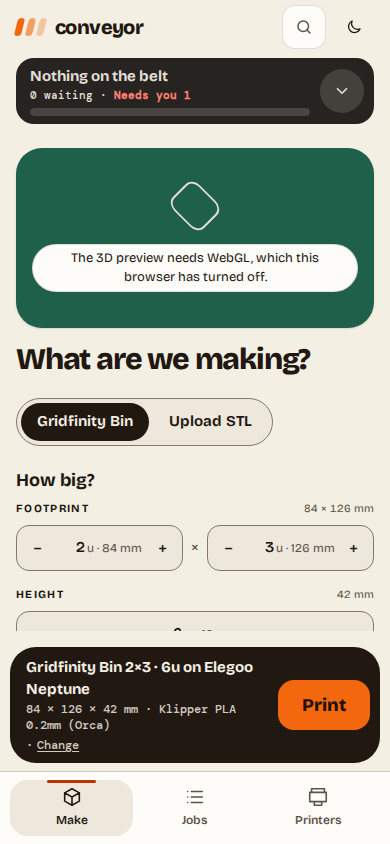 conveyor
Nothing on the belt
0 waiting · Needs you 1
The 3D preview needs WebGL, which this
browser has turned off.
What are we making?
Gridfinity Bin Upload STL
How big?
FOOTPRINT 84 × 126 mm
− 2 u · 84 mm + × − 3 u · 126 mm +
HEIGHT 42 mm
Gridfinity Bin 2×3 · 6u on Elegoo
Neptune
84 × 126 × 42 mm · Klipper PLA
0.2mm (Orca)
· Change
Print
Make Jobs Printers